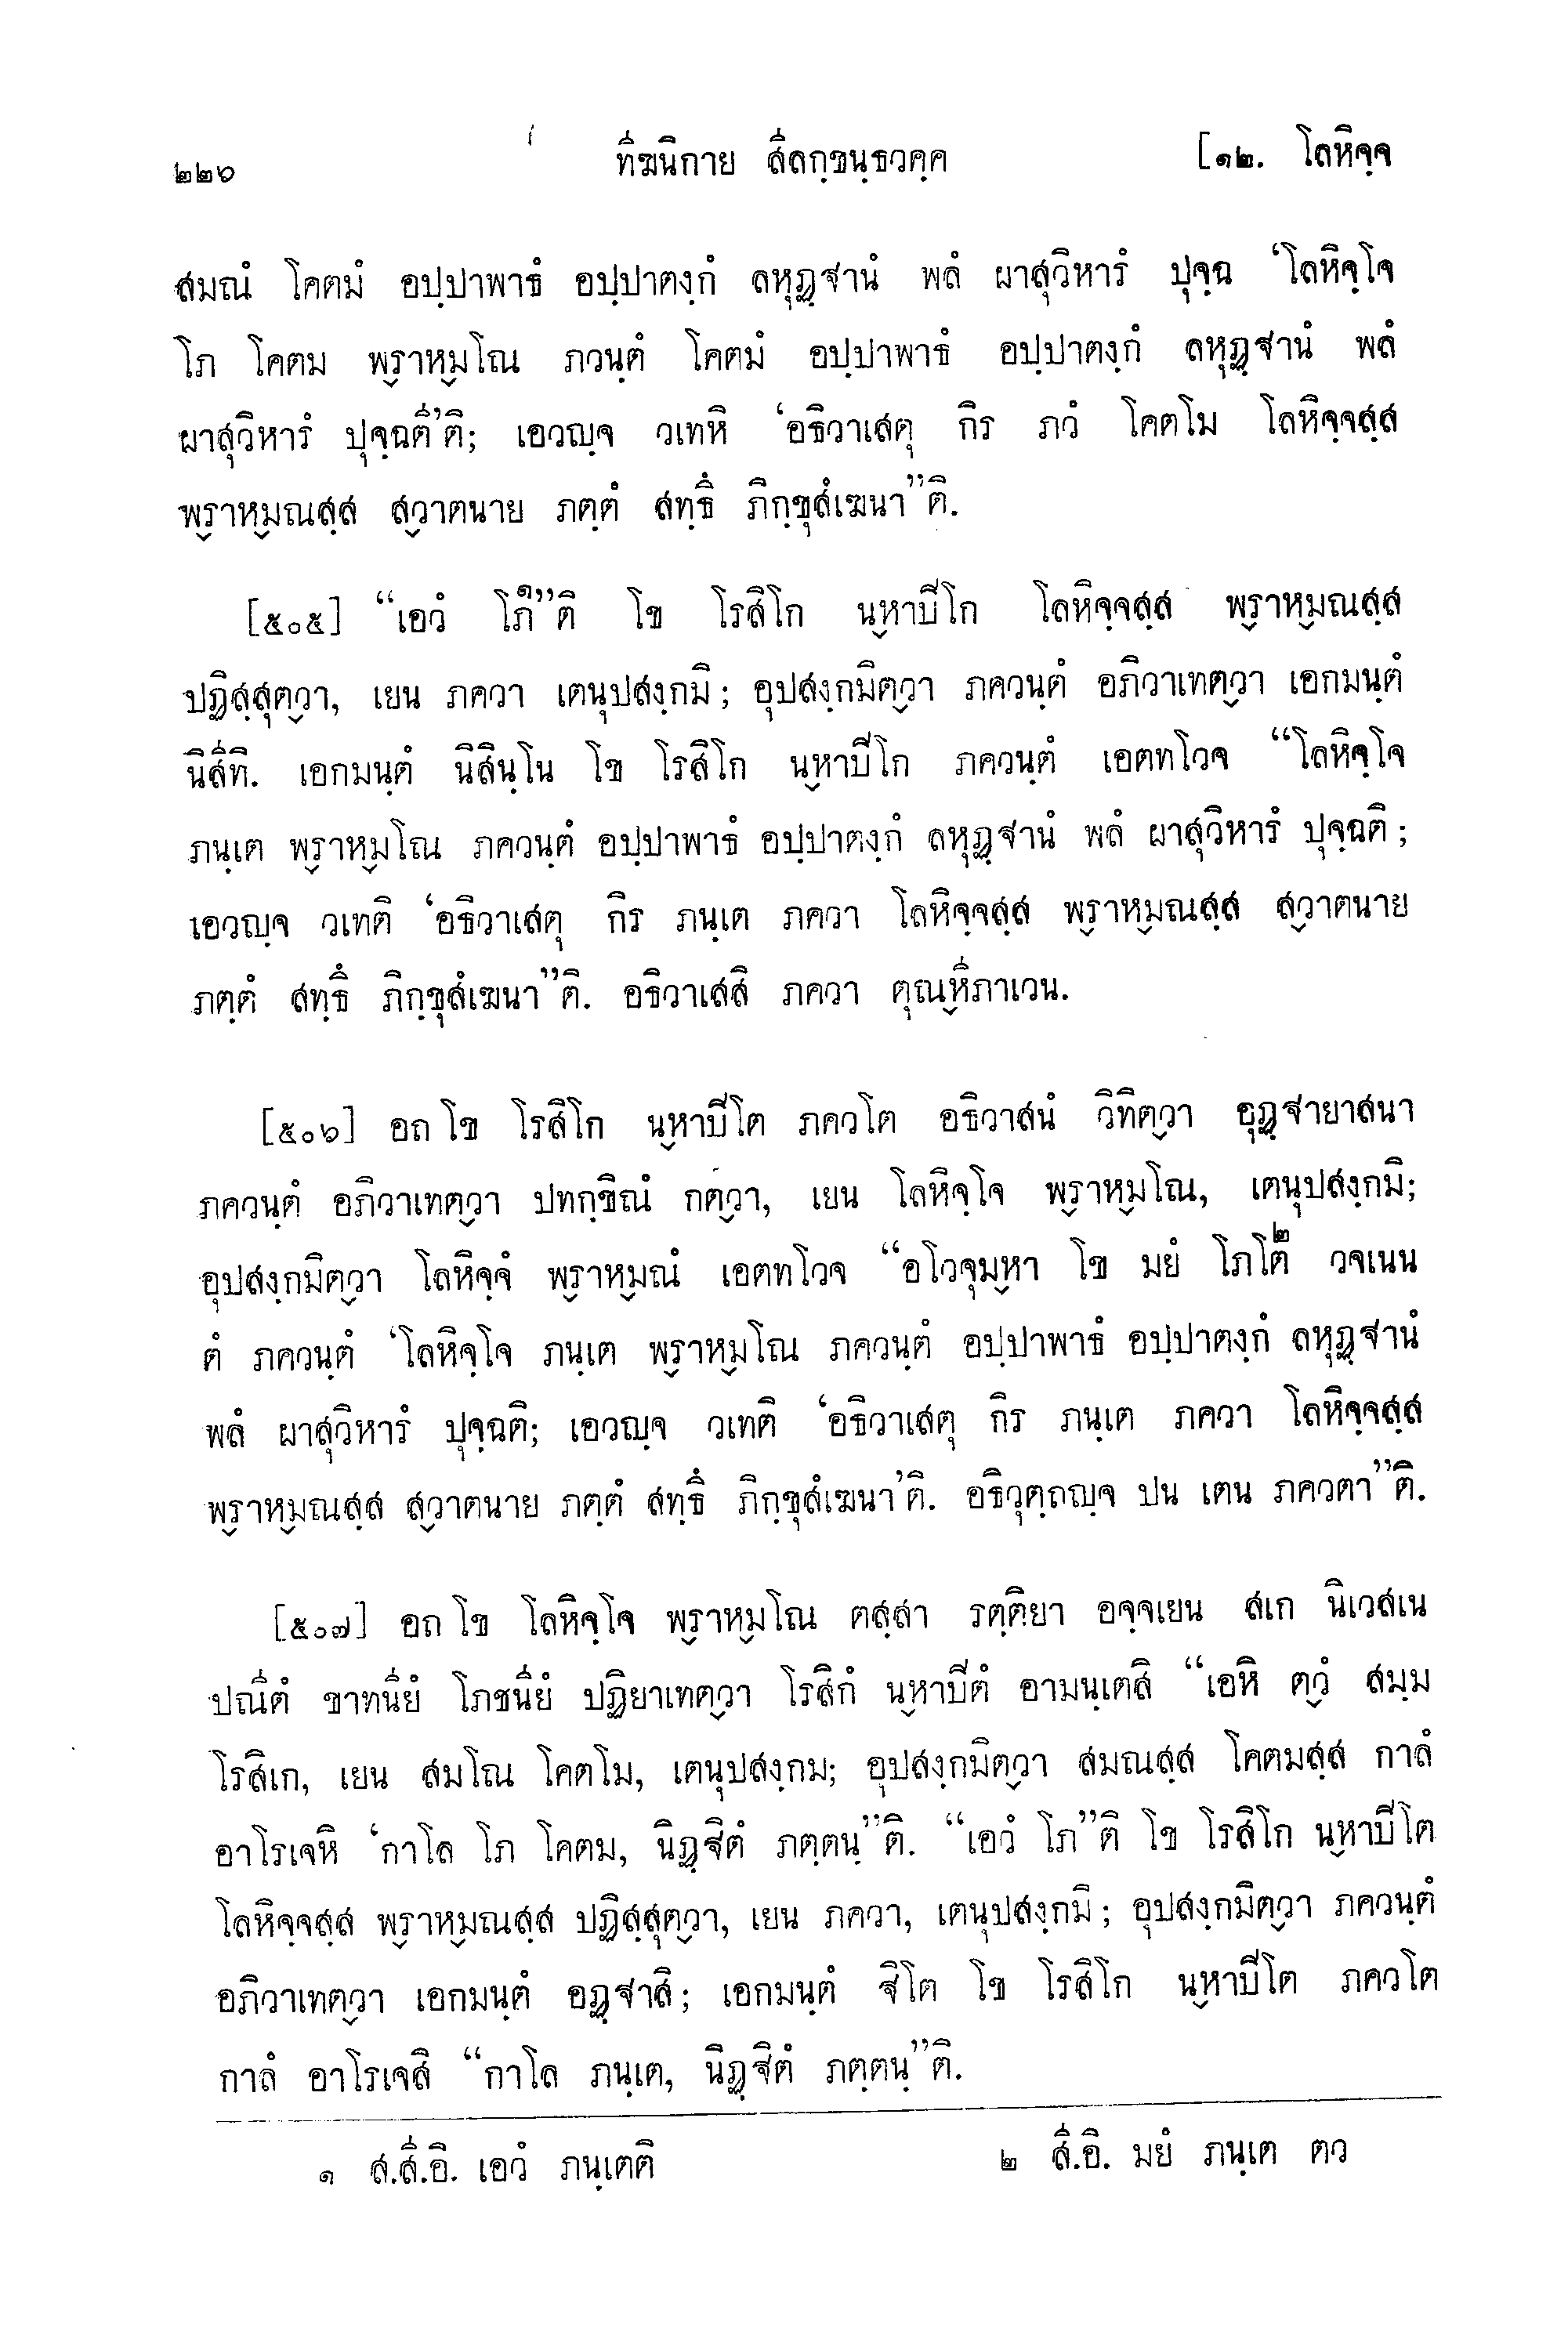 ๒๒๖ ทีฆนิกาย สีลกฺขนฺธวคฺค [๑๒. โลหิจฺจ
สมณํ โคตมํ อปฺปาพาธํ อปฺปาตงฺกํ ลหุฏฺฐานํ พลํ ผาสุวิหารํ ปุจฺฉ ‘โลหิจฺโจ
โภ โคตม พฺราหฺมโณ ภวนฺตํ โคตมํ อปฺปาพาธํ อปฺปาตงฺกํ ลหุฏฺฐานํ พลํ
ผาสุวิหารํ ปุจฺฉตี’ติ; เอวญฺจ วเทหิ ‘อธิวาเสตุ กิร ภวํ โคตโม โลหิจฺจสฺส
พฺราหฺมณสฺส สฺวาตนาย ภตฺตํ สทฺธึ ภิกฺขุสํเฆนา”ติ.
[๕๐๕] “เอวํ โภ๑”ติ โข โรสิโก นฺหาปิโก โลหิจฺจสฺส พฺราหฺมณสฺส
ปฏิสฺสุตฺวา, เยน ภควา เตนุปสงฺกมิ; อุปสงฺกมิตฺวา ภควนฺตํ อภิวาเทตฺวา เอกมนฺตํ
นิสีทิ. เอกมนฺตํ นิสินฺโน โข โรสิโก นฺหาปิโก ภควนฺตํ เอตทโวจ “โลหิจฺโจ
ภนฺเต พฺราหฺมโณ ภควนฺตํ อปฺปาพาธํ อปฺปาตงฺกํ ลหุฏฺฐานํ พลํ ผาสุวิหารํ ปุจฺฉติ;
เอวญฺจ วเทติ ‘อธิวาเสตุ กิร ภนฺเต ภควา โลหิจฺจสฺส พฺราหฺมณสฺส สฺวาตนาย
ภตฺตํ สทฺธึ ภิกฺขุสํเฆนา”ติ. อธิวาเสสิ ภควา ตุณฺหีภาเวน.
[๕๐๖] อถ โข โรสิโก นฺหาปิโต ภควโต อธิวาสนํ วิทิตฺวา อุฏฺฐายาสนา
ภควนฺตํ อภิวาเทตฺวา ปทกฺขิณํ กตฺวา, เยน โลหิจฺโจ พฺราหฺมโณ, เตนุปสงฺกมิ;
อุปสงฺกมิตฺวา โลหิจฺจํ พฺราหฺมณํ เอตทโวจ “อโวจุมฺหา โข มยํ โภโต๒ วจเนน
ตํ ภควนฺตํ ‘โลหิจฺโจ ภนฺเต พฺราหฺมโณ ภควนฺตํ อปฺปาพาธํ อปฺปาตงฺกํ ลหุฏฺฐานํ
พลํ ผาสุวิหารํ ปุจฺฉติ; เอวญฺจ วเทติ ‘อธิวาเสตุ กิร ภนฺเต ภควา โลหิจฺจสฺส
พฺราหฺมณสฺส สฺวาตนาย ภตฺตํ สทฺธึ ภิกฺขุสํเฆนา’ติ. อธิวุตฺถญฺจ ปน เตน ภควตา”ติ.
[๕๐๗] อถ โข โลหิจฺโจ พฺราหฺมโณ ตสฺสา รตฺติยา อจฺจเยน สเก นิเวสเน
ปณีตํ ขาทนียํ โภชนียํ ปฏิยาเทตฺวา โรสิกํ นฺหาปิตํ อามนฺเตสิ “เอหิ ตฺวํ สมฺม
โรสิเก, เยน สมโณ โคตโม, เตนุปสงฺกม; อุปสงฺกมิตฺวา สมณสฺส โคตมสฺส กาลํ
อาโรเจหิ ‘กาโล โภ โคตม, นิฏฺฐิตํ ภตฺตนฺ”ติ. “เอวํ โภ”ติ โข โรสิโก นฺหาปิโต
โลหิจฺจสฺส พฺราหฺมณสฺส ปฏิสฺสุตฺวา, เยน ภควา, เตนุปสงฺกมิ; อุปสงฺกมิตฺวา ภควนฺตํ
อภิวาเทตฺวา เอกมนฺตํ อฏฺฐาสิ; เอกมนฺตํ ฐิโต โข โรสิโก นฺหาปิโต ภควโต
กาลํ อาโรเจสิ “กาโล ภนฺเต, นิฏฺฐิตํ ภตฺตนฺ”ติ.
๑ ส.สี.อิ. เอวํ ภนฺเตติ ๒ สี.อิ. มยํ ภนฺเต ตว